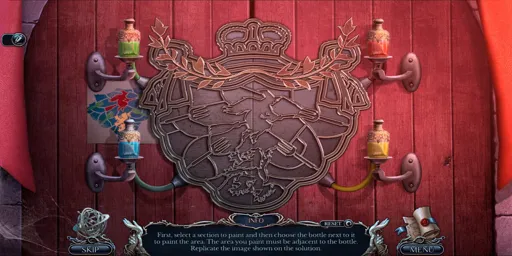 INFO
RESET
First, select a section to paint and then choose the bottle next to it
to paint the area. The area you paint must be adjacent to the bottle.
Replicate the image shown on the solution.
SKIP
MENU